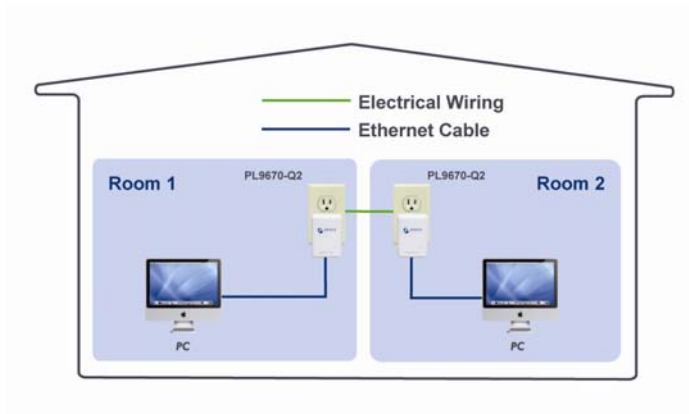 Electrical Wiring
Ethernet Cable
Room 1
PL9670-Q2
PL9670-Q2
Room 2
PC
PC